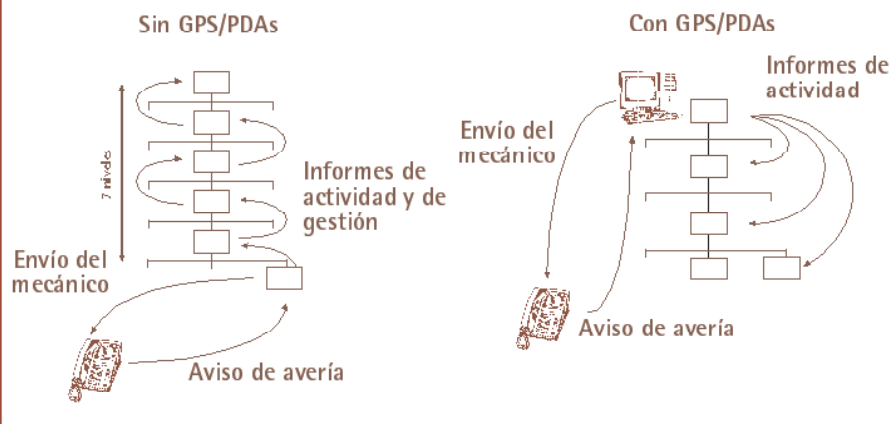 Sin GPS/PDAs
7 niveles
Informes de
actividad y de
gestión
Envío del
mecánico
Aviso de avería
Con GPS/PDAs
Informes de
actividad
Envío del
mecánico
Aviso de avería